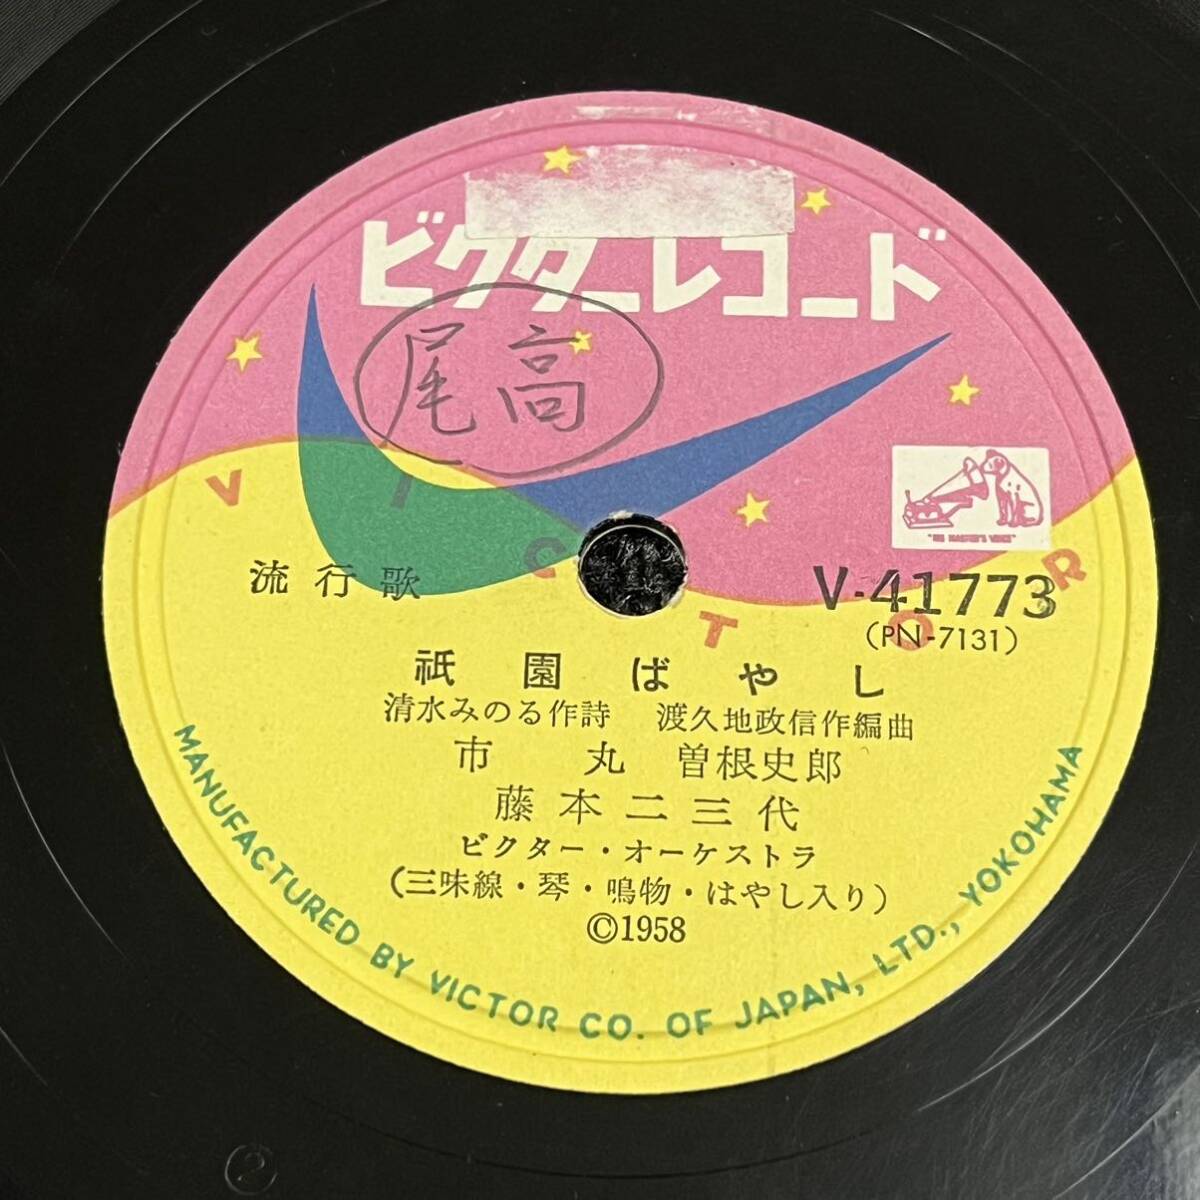 ビクターレコード
尾高
VICTOR
"HIS MASTER'S VOICE"
流行歌
V-41773
(PN-7131)
祇園ばやし
清水みのる作詩 渡久地政信作編曲
市丸 曽根史郎
藤本二三代
ビクター・オーケストラ
(三味線・琴・鳴物・はやし入り)
©1958
MANUFACTURED BY VICTOR CO. OF JAPAN, LTD., YOKOHAMA
2